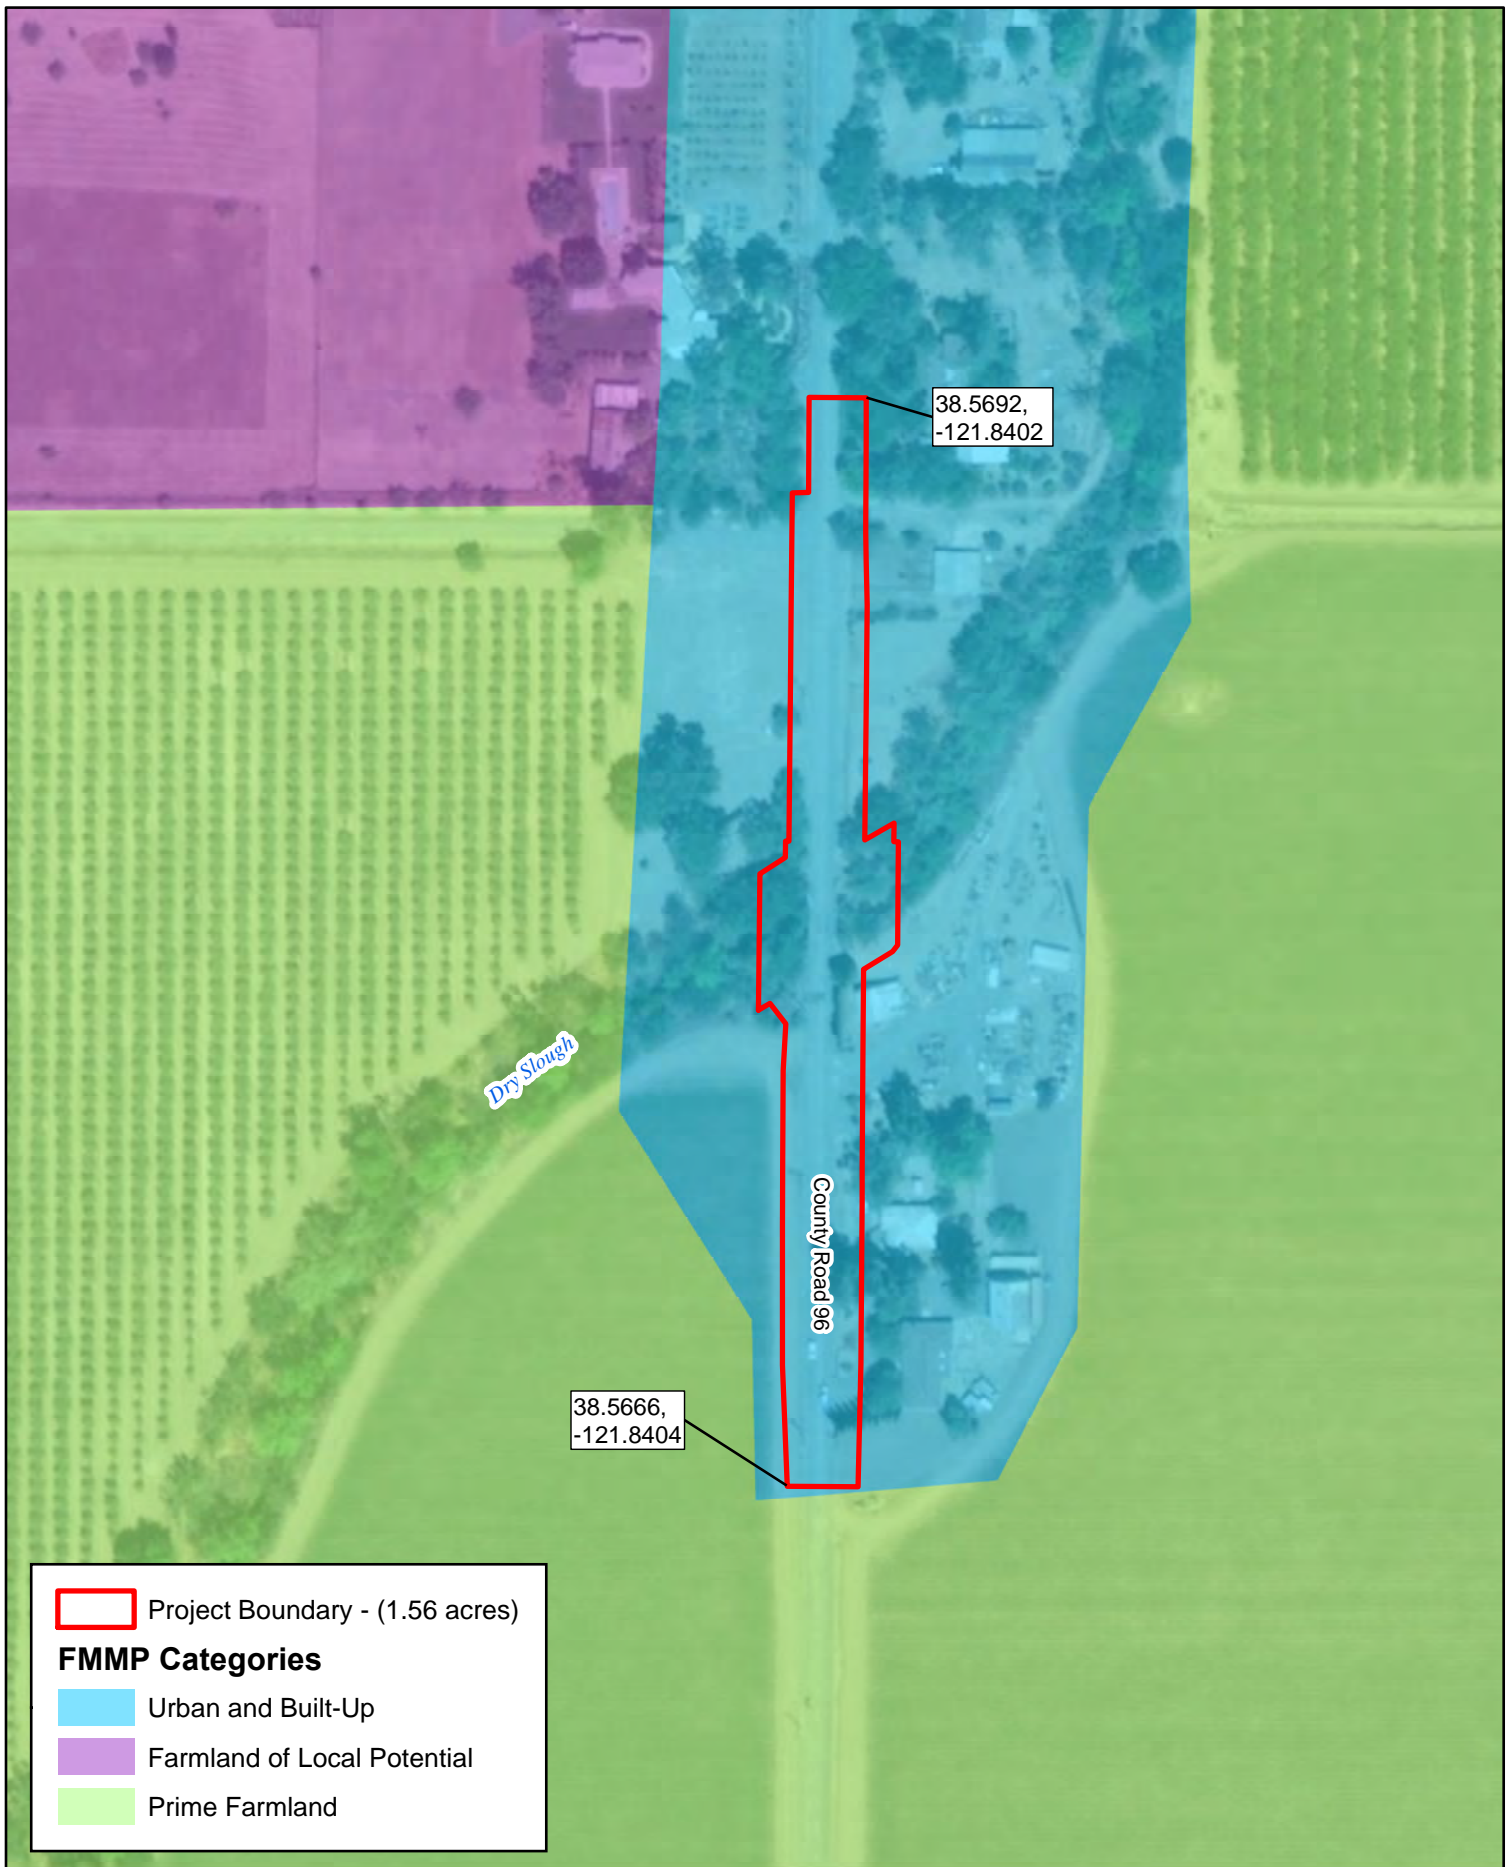 38.5692,
-121.8402
Dry Slough
County Road 96
38.5666,
-121.8404
Project Boundary - (1.56 acres)
FMMP Categories
Urban and Built-Up
Farmland of Local Potential
Prime Farmland